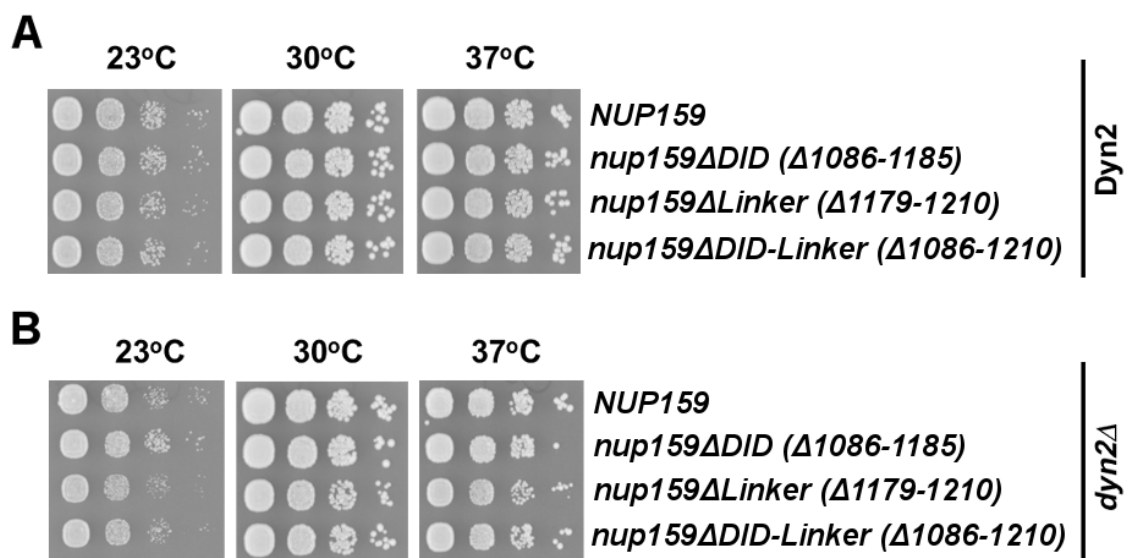 A
23°C 30°C 37°C
NUP159
nup159ΔDID (Δ1086-1185)
nup159ΔLinker (Δ1179-1210)
nup159ΔDID-Linker (Δ1086-1210)
Dyn2
B
23°C 30°C 37°C
NUP159
nup159ΔDID (Δ1086-1185)
nup159ΔLinker (Δ1179-1210)
nup159ΔDID-Linker (Δ1086-1210)
dyn2Δ